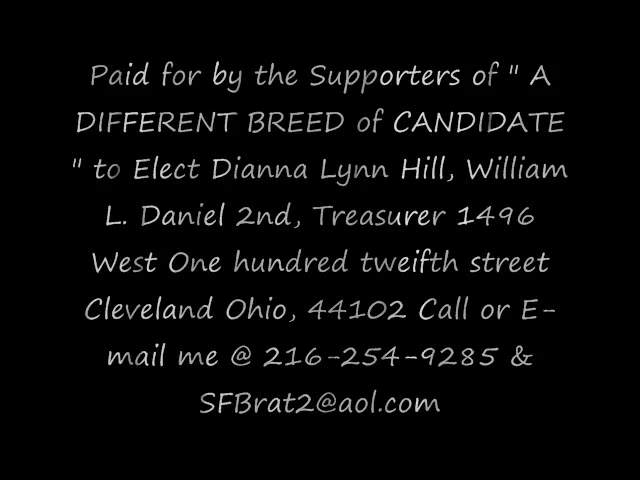 Paid for by the Supporters of " A
DIFFERENT BREED of CANDIDATE
" to Elect Dianna Lynn Hill, William
L. Daniel 2nd, Treasurer 1496
West One hundred tweifth street
Cleveland Ohio, 44102 Call or E-
mail me @ 216-254-9285 &
SFBrat2@aol.com